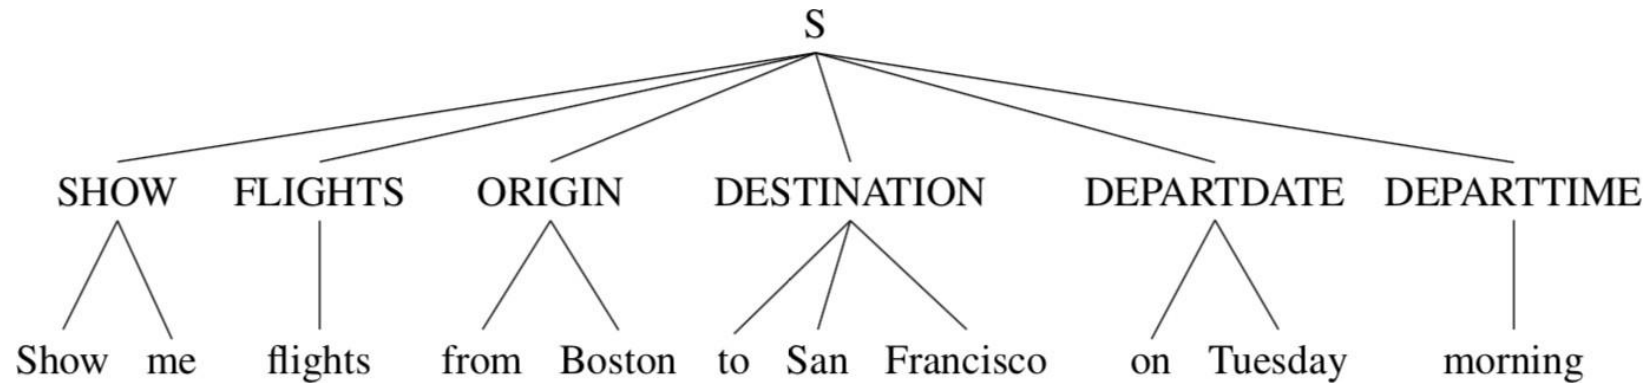 S
SHOW FLIGHTS ORIGIN DESTINATION DEPARTDATE DEPARTTIME
Show me flights from Boston to San Francisco on Tuesday morning